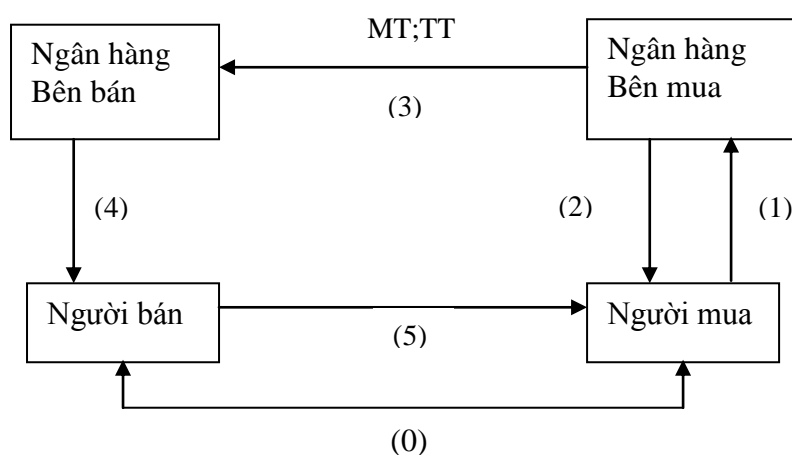 MT;TT
Ngân hàng
Bên bán
Ngân hàng
Bên mua
(3)
(4)
(2)
(1)
Người bán
Người mua
(5)
(0)